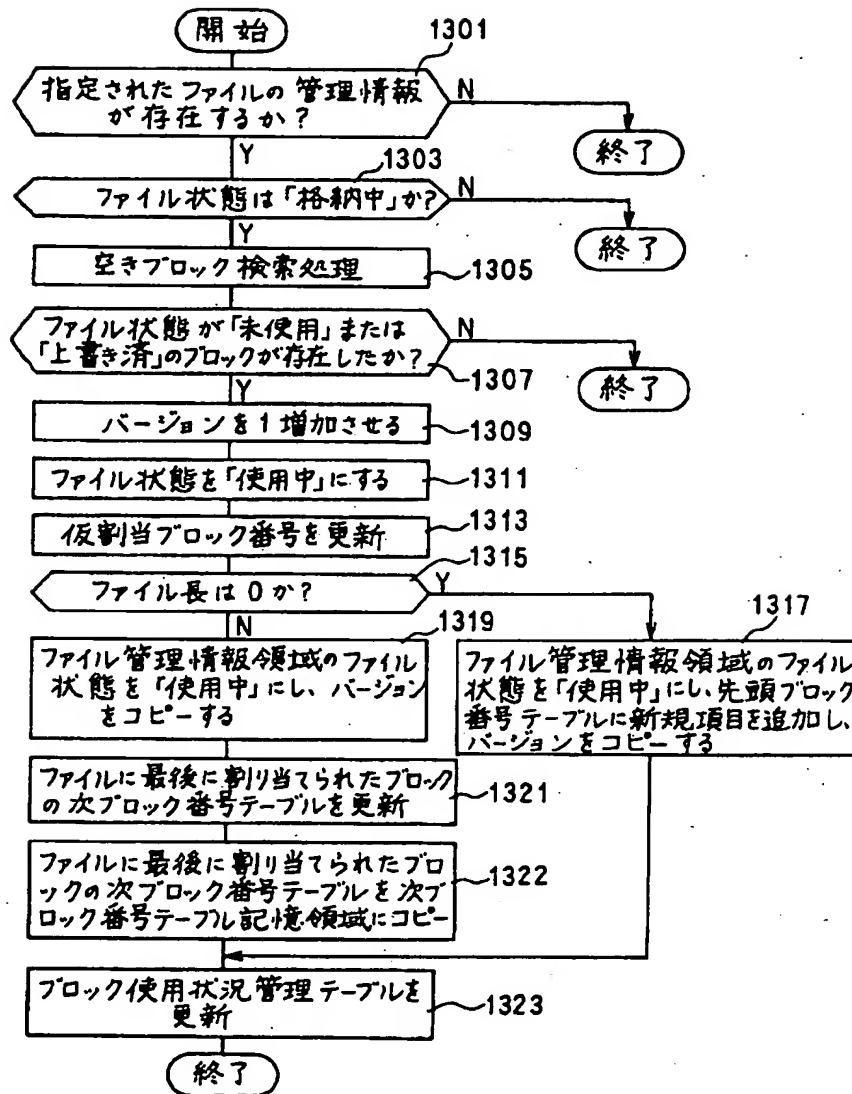 開始
1301
指定されたファイルの管理情報
が存在するか?
N
終了
Y
1303
ファイル状態は「格納中」か?
N
終了
Y
空きブロック検索処理
1305
ファイル状態が「未使用」または
「上書き済」のブロックが存在したか?
N
1307
終了
Y
バージョンを1増加させる
1309
ファイル状態を「使用中」にする
1311
仮割当ブロック番号を更新
1313
1315
ファイル長は0か?
Y
N
1319
1317
ファイル管理情報領域のファイル
状態を「使用中」にし、バージョン
をコピーする
ファイル管理情報領域のファイル
状態を「使用中」にし、先頭ブロック
番号テーブルに新規項目を追加し、
バージョンをコピーする
ファイルに最後に割り当てられたブロック
の次ブロック番号テーブルを更新
1321
ファイルに最後に割り当てられたブロ
ックの次ブロック番号テーブルを次ブ
ロック番号テーブル記憶領域にコピー
1322
ブロック使用状況管理テーブルを
更新
1323
終了